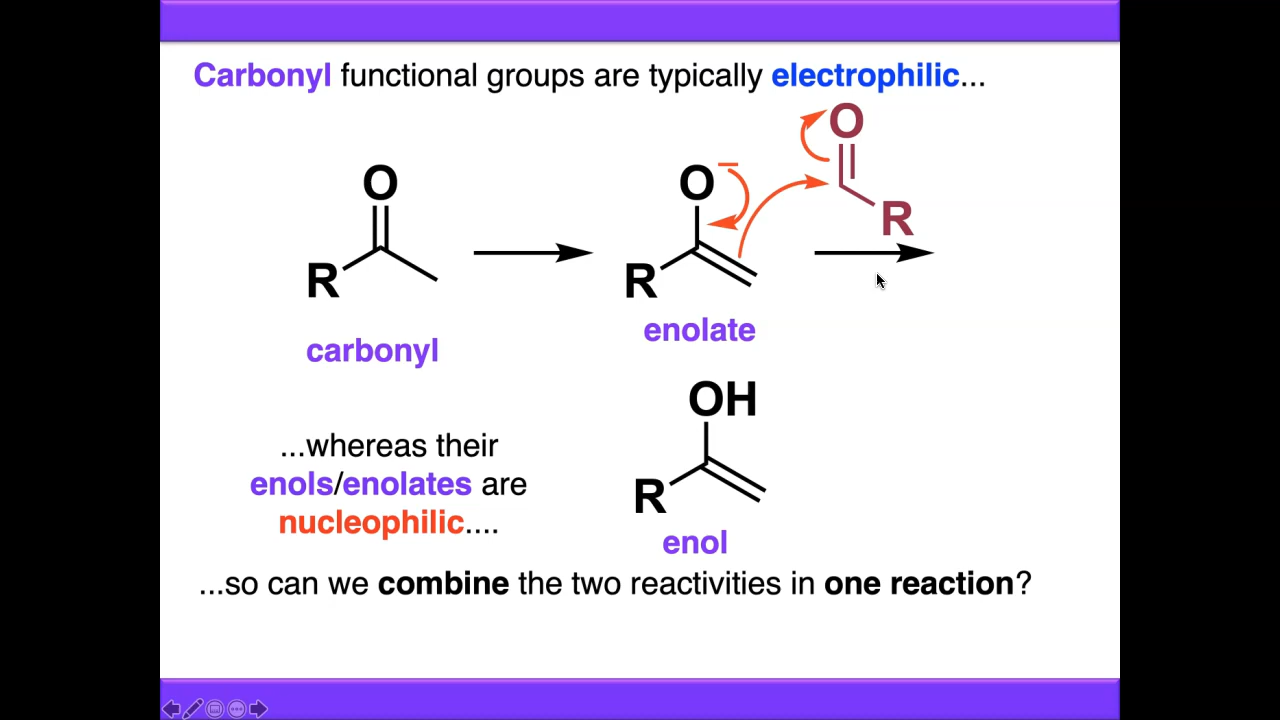 Carbonyl functional groups are typically electrophilic...
O
R
carbonyl
O−
R
enolate
O
R
...whereas their
enols/enolates are
nucleophilic....
OH
R
enol
...so can we combine the two reactivities in one reaction?